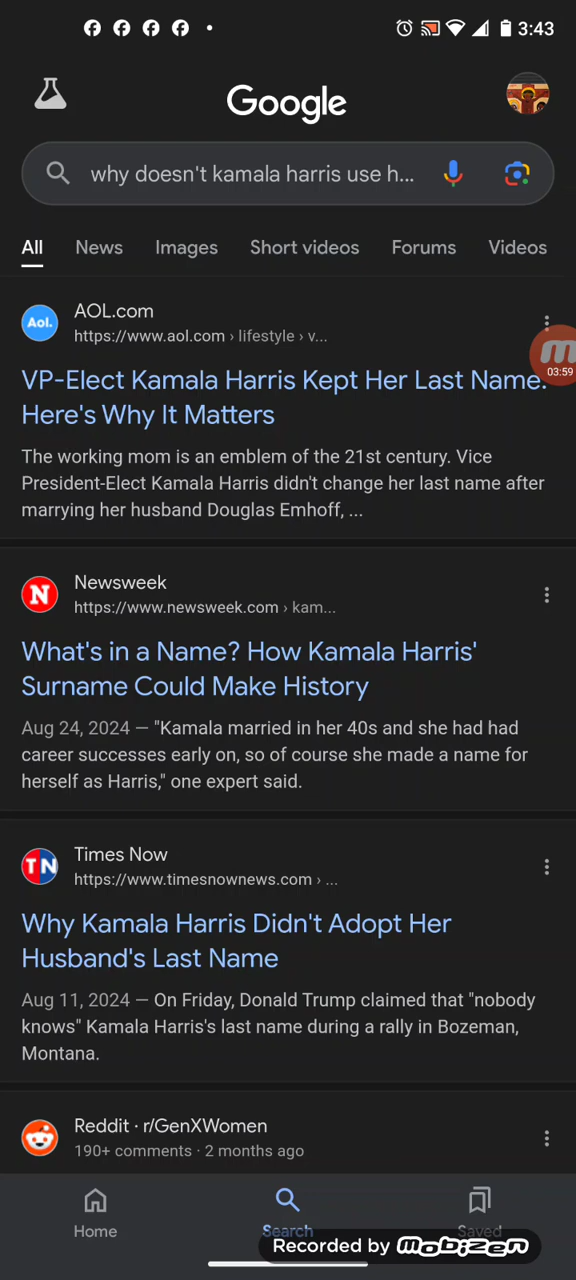 3:43
Google
why doesn't kamala harris use h...
All News Images Short videos Forums Videos
Aol.
AOL.com
https://www.aol.com › lifestyle › v...
03:59
VP-Elect Kamala Harris Kept Her Last Name.
Here's Why It Matters
The working mom is an emblem of the 21st century. Vice
President-Elect Kamala Harris didn't change her last name after
marrying her husband Douglas Emhoff, ...
N
Newsweek
https://www.newsweek.com › kam...
What's in a Name? How Kamala Harris'
Surname Could Make History
Aug 24, 2024 — "Kamala married in her 40s and she had had
career successes early on, so of course she made a name for
herself as Harris," one expert said.
TN
Times Now
https://www.timesnownews.com › ...
Why Kamala Harris Didn't Adopt Her
Husband's Last Name
Aug 11, 2024 — On Friday, Donald Trump claimed that "nobody
knows" Kamala Harris's last name during a rally in Bozeman,
Montana.
Reddit · r/GenXWomen
190+ comments · 2 months ago
Home Search Saved
Recorded by mobizen